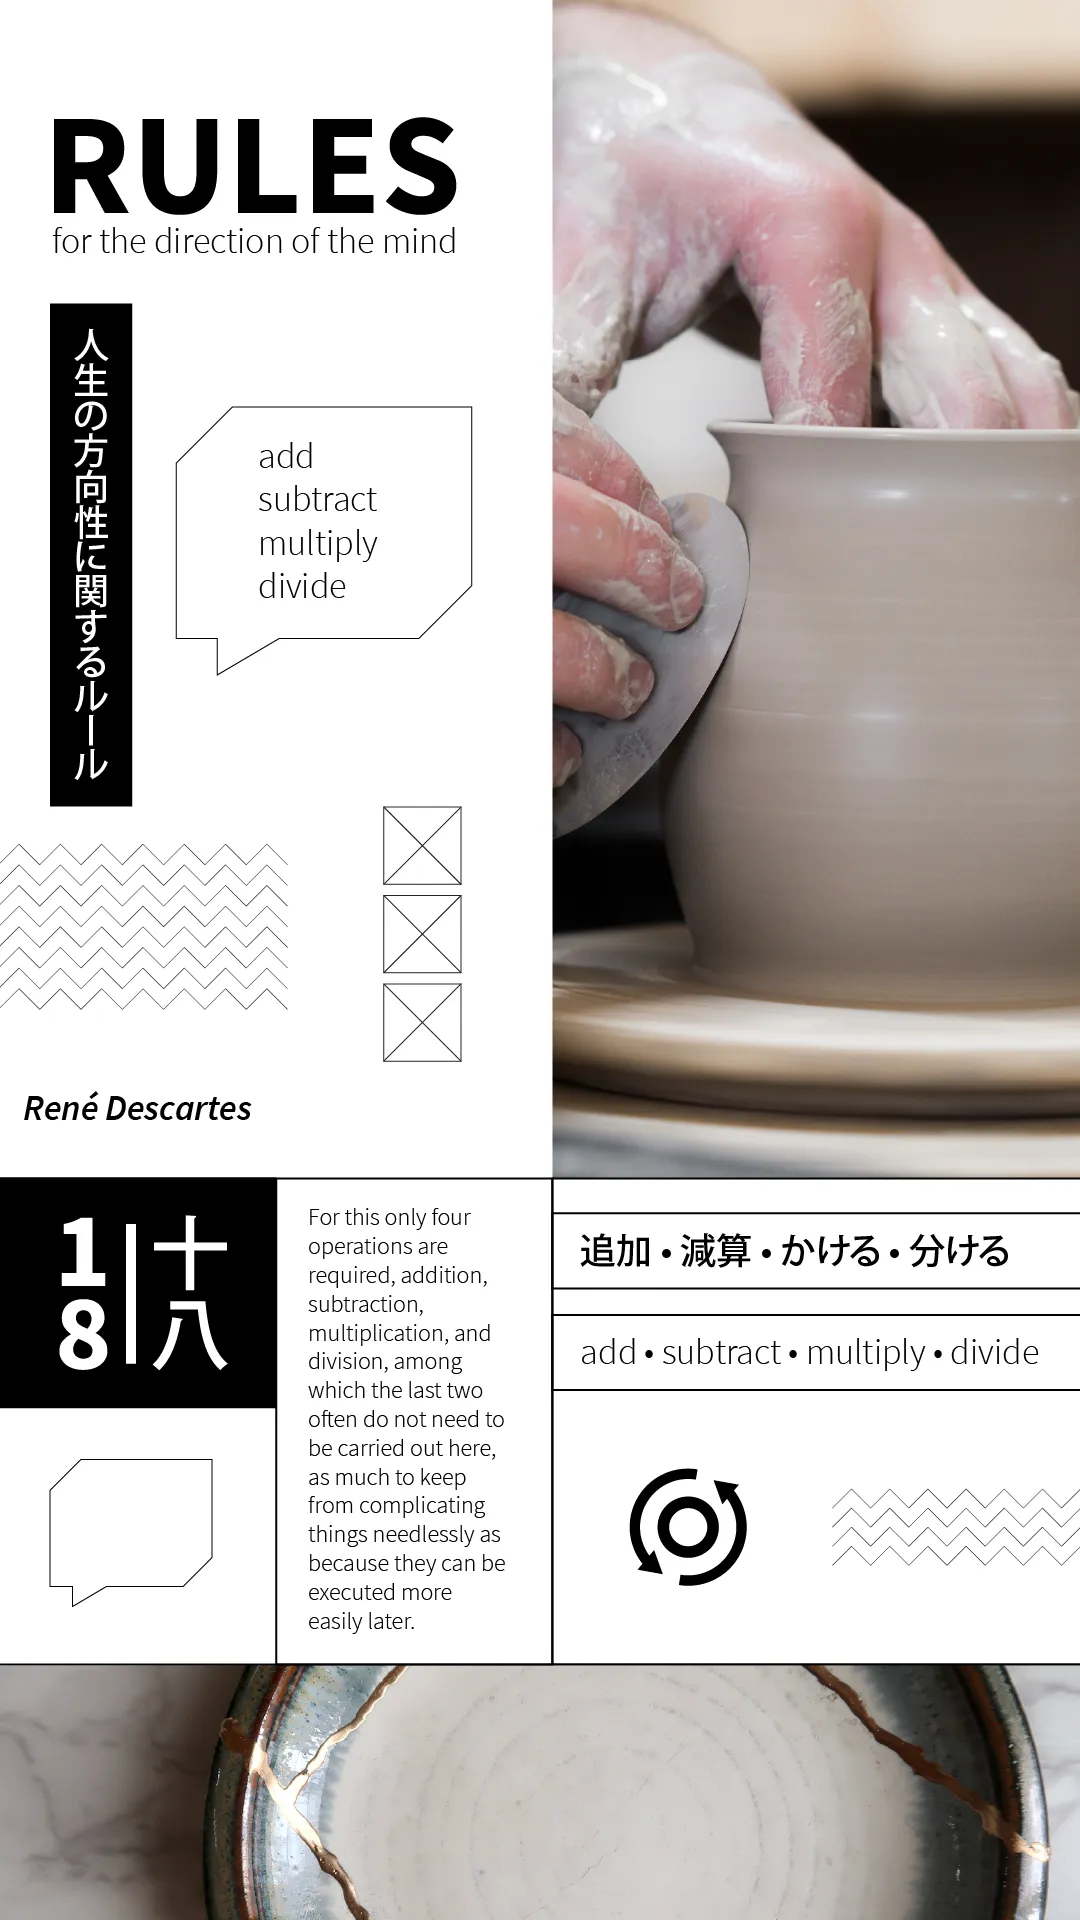 RULES
for the direction of the mind
人生の方向性に関するルール
add
subtract
multiply
divide
René Descartes
18
十八
For this only four
operations are
required, addition,
subtraction,
multiplication, and
division, among
which the last two
often do not need to
be carried out here,
as much to keep
from complicating
things needlessly as
because they can be
executed more
easily later.
追加 • 減算 • かける • 分ける
add • subtract • multiply • divide